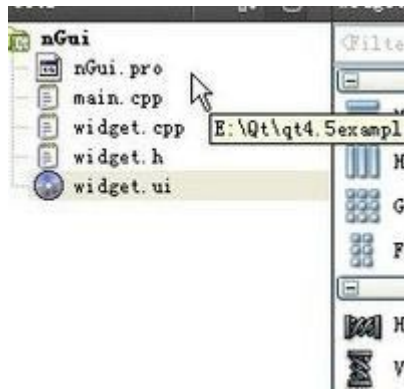 nGui
nGui.pro
main.cpp
widget.cpp
widget.h
widget.ui
E:\Qt\qt4.5exampl
Filte
H
G
F
H
V